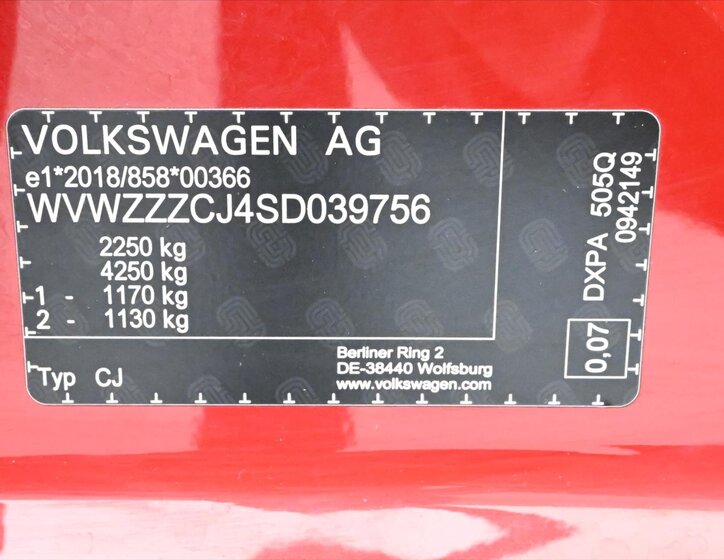 VOLKSWAGEN AG
e1*2018/858*00366
WVWZZZCJ4SD039756
2250 kg
4250 kg
1 - 1170 kg
2 - 1130 kg
Typ CJ
Berliner Ring 2
DE-38440 Wolfsburg
www.volkswagen.com
0,07 DXPA 505Q
0942149